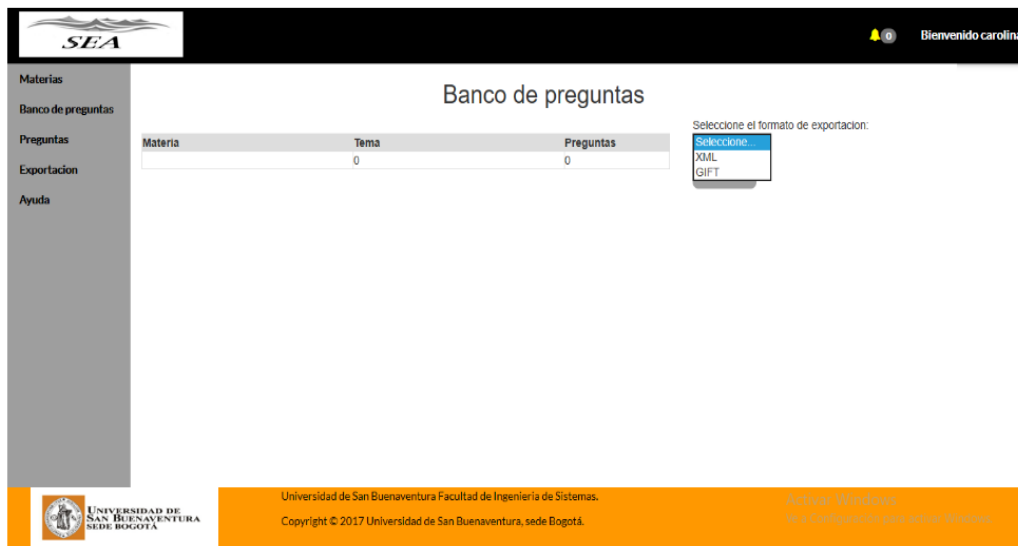 SEA
0
Bienvenido carolina
Materias
Banco de preguntas
Preguntas
Exportacion
Ayuda
Banco de preguntas
Materia Tema Preguntas
0 0
Seleccione el formato de exportacion:
Seleccione...
XML
GIFT
UNIVERSIDAD DE
SAN BUENAVENTURA
SEDE BOGOTÁ
Universidad de San Buenaventura Facultad de Ingenieria de Sistemas.
Copyright © 2017 Universidad de San Buenaventura, sede Bogotá.
Activar Windows